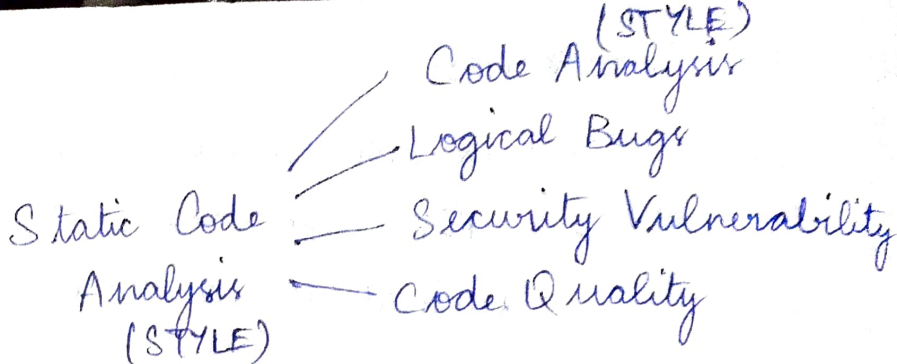 (STYLE)
Code Analysis
Logical Bugs
Static Code
Security Vulnerability
Analysis
Code Quality
(STYLE)